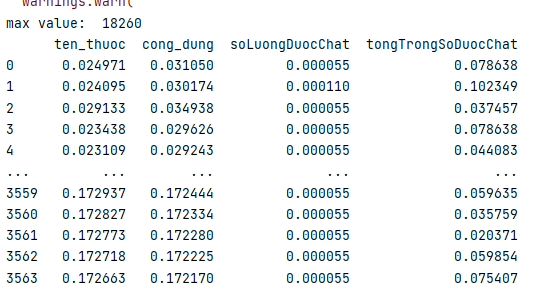 warnings.warn(
max value:  18260
      ten_thuoc  cong_dung  soLuongDuocChat  tongTrongSoDuocChat
0      0.024971   0.031050         0.000055             0.078638
1      0.024095   0.030174         0.000110             0.102349
2      0.029133   0.034938         0.000055             0.037457
3      0.023438   0.029626         0.000055             0.078638
4      0.023109   0.029243         0.000055             0.044083
...         ...        ...              ...                  ...
3559   0.172937   0.172444         0.000055             0.059635
3560   0.172827   0.172334         0.000055             0.035759
3561   0.172773   0.172280         0.000055             0.020371
3562   0.172718   0.172225         0.000055             0.059854
3563   0.172663   0.172170         0.000055             0.075407